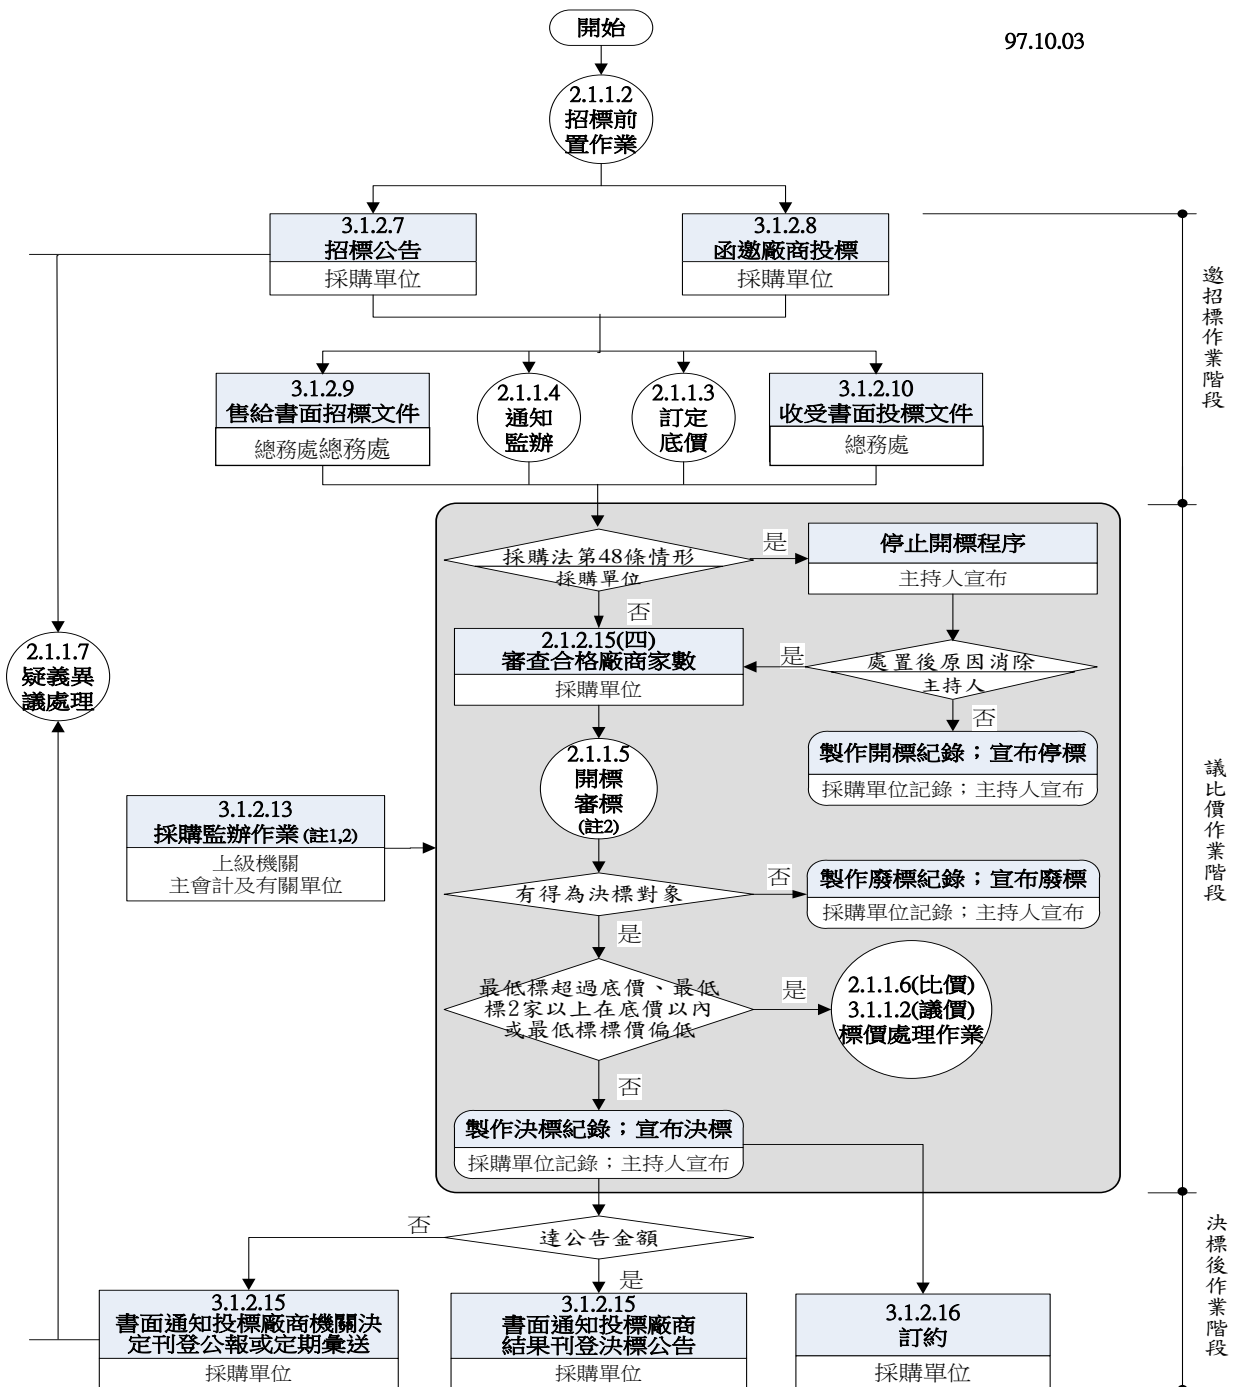 開始
97.10.03
2.1.1.2
招標前
置作業
3.1.2.7
招標公告
採購單位
3.1.2.8
函邀廠商投標
採購單位
邀招標作業階段
3.1.2.9
售給書面招標文件
總務處總務處
2.1.1.4
通知
監辦
2.1.1.3
訂定
底價
3.1.2.10
收受書面投標文件
總務處
採購法第48條情形
採購單位
是
停止開標程序
主持人宣布
否
2.1.2.15(四)
審查合格廠商家數
採購單位
是
處置後原因消除
主持人
否
製作開標紀錄；宣布停標
採購單位記錄；主持人宣布
2.1.1.7
疑義異
議處理
2.1.1.5
開標
審標
(註2)
議比價作業階段
3.1.2.13
採購監辦作業(註1,2)
上級機關
主會計及有關單位
有得為決標對象
否
製作廢標紀錄；宣布廢標
採購單位記錄；主持人宣布
是
最低標超過底價、最低
標2家以上在底價以內
或最低標標價偏低
是
2.1.1.6(比價)
3.1.1.2(議價)
標價處理作業
否
製作決標紀錄；宣布決標
採購單位記錄；主持人宣布
達公告金額
否
是
決標後作業階段
3.1.2.15
書面通知投標廠商機關決
定刊登公報或定期彙送
採購單位
3.1.2.15
書面通知投標廠商
結果刊登決標公告
採購單位
3.1.2.16
訂約
採購單位